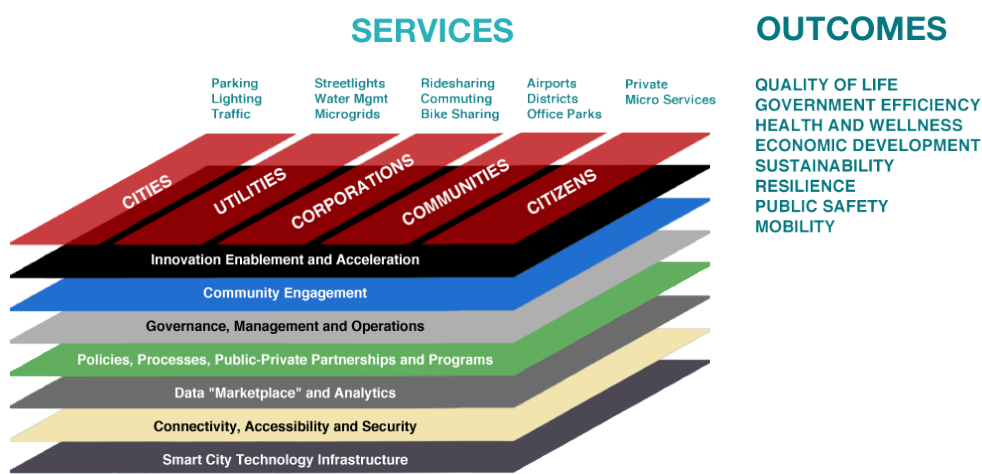 SERVICES
OUTCOMES
Parking
Lighting
Traffic
Streetlights
Water Mgmt
Microgrids
Ridesharing
Commuting
Bike Sharing
Airports
Districts
Office Parks
Private
Micro Services
QUALITY OF LIFE
GOVERNMENT EFFICIENCY
HEALTH AND WELLNESS
ECONOMIC DEVELOPMENT
SUSTAINABILITY
RESILIENCE
PUBLIC SAFETY
MOBILITY
CITIES
UTILITIES
CORPORATIONS
COMMUNITIES
CITIZENS
Innovation Enablement and Acceleration
Community Engagement
Governance, Management and Operations
Policies, Processes, Public-Private Partnerships and Programs
Data "Marketplace" and Analytics
Connectivity, Accessibility and Security
Smart City Technology Infrastructure